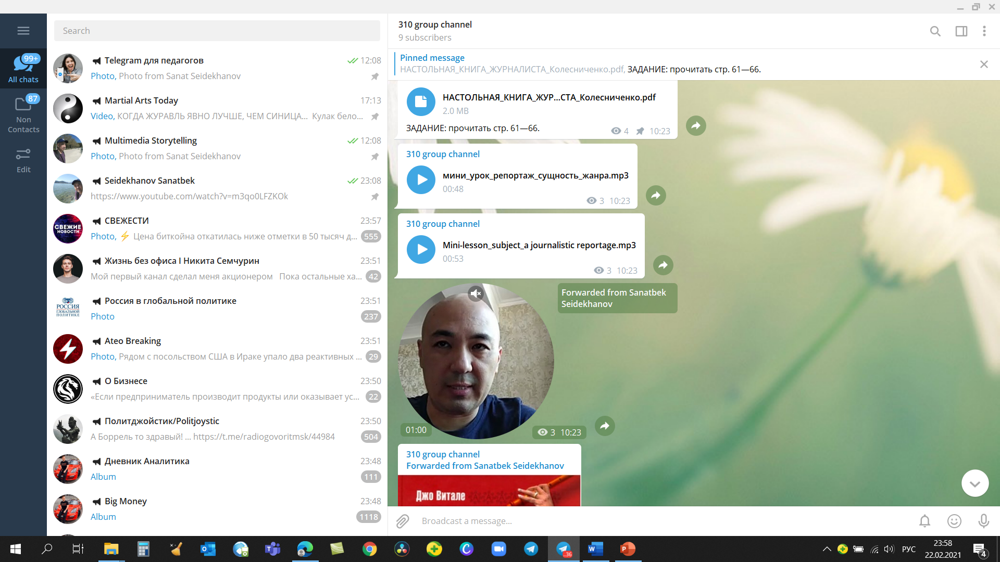 Search
All chats
99+
Non Contacts
87
Edit
Telegram для педагогов
12:08
Photo, Photo from Sanat Seidekhanov
Martial Arts Today
17:13
Video, КОГДА ЖУРАВЛЬ ЯВНО ЛУЧШЕ, ЧЕМ СИНИЦА... Кулак бело...
Multimedia Storytelling
12:08
Photo, Photo from Sanat Seidekhanov
Seidekhanov Sanatbek
23:08
https://www.youtube.com/watch?v=m3qo0LFZKOk
СВЕЖИЕ
НОВОСТИ
СВЕЖЕСТИ
23:57
Photo, ⚡ Цена биткойна откатилась ниже отметки в 50 тысяч д...
555
Жизнь без офиса I Никита Семчурин
23:51
Мой первый канал сделал меня акционером Пока остальные ха...
42
РОССИЯ
В ГЛОБАЛЬНОЙ
ПОЛИТИКЕ
Россия в глобальной политике
23:51
Photo
237
Ateo Breaking
23:51
Photo, Рядом с посольством США в Ираке упало два реактивных ...
29
О Бизнесе
23:50
«Если предприниматель производит продукты или оказывает ус...
22
Политджойстик/Politjoystic
23:50
А Боррель то здравый! ... https://t.me/radiogovoritmsk/44984
504
Дневник Аналитика
23:48
Album
111
Big Money
23:48
Album
1118
310 group channel
9 subscribers
Pinned message
НАСТОЛЬНАЯ_КНИГА_ЖУРНАЛИСТА_Колесниченко.pdf, ЗАДАНИЕ: прочитать стр. 61—66.
НАСТОЛЬНАЯ_КНИГА_ЖУР...СТА_Колесниченко.pdf
2.0 MB
ЗАДАНИЕ: прочитать стр. 61—66.
4 10:23
310 group channel
мини_урок_репортаж_сущность_жанра.mp3
00:48
3 10:23
310 group channel
Mini-lesson_subject_a journalistic reportage.mp3
00:53
3 10:23
Forwarded from Sanatbek
Seidekhanov
01:00
3 10:23
310 group channel
Forwarded from Sanatbek Seidekhanov
Джо Витале
Broadcast a message...
..36
РУС
23:58
22.02.2021
4